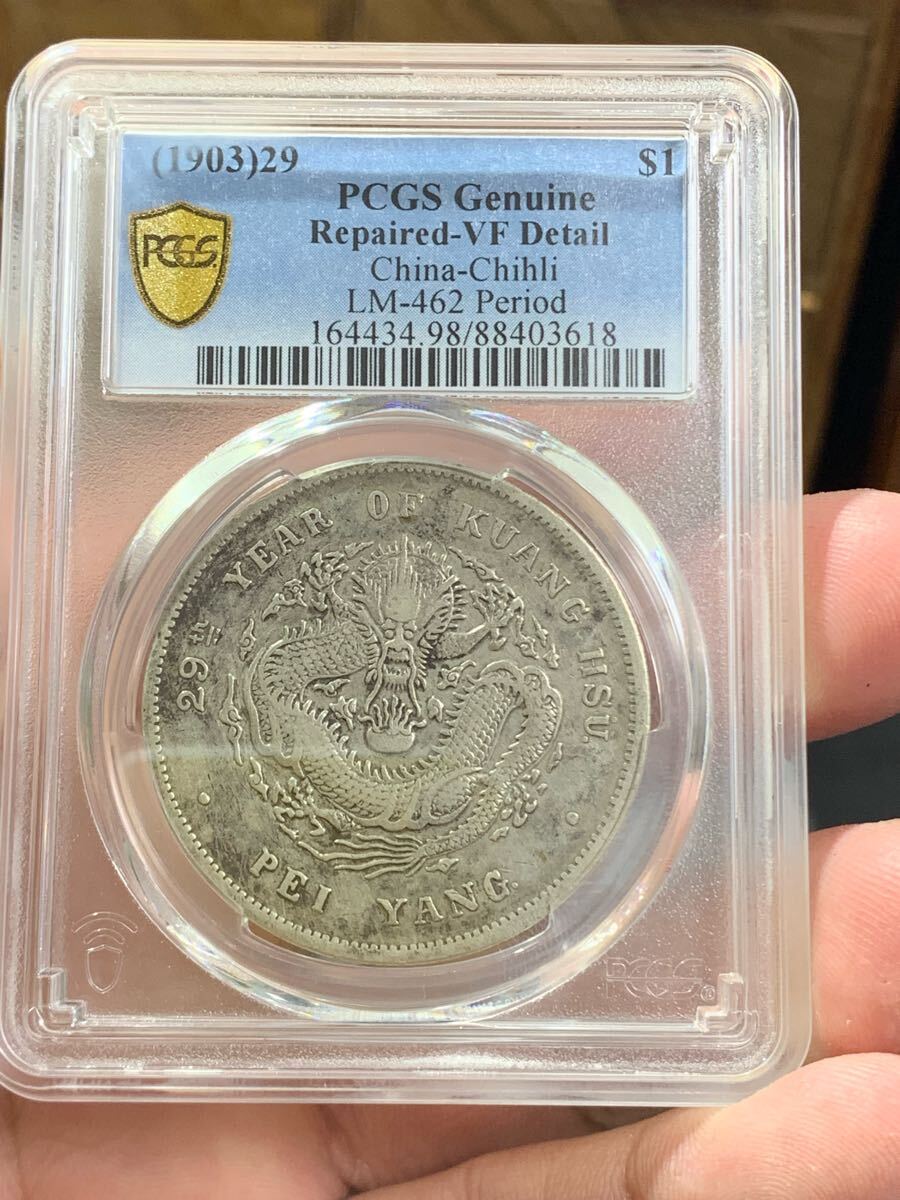 (1903)29 $1
PCGS Genuine
Repaired-VF Detail
China-Chihli
LM-462 Period
164434.98/88403618
PCGS
29th YEAR OF KUANG HSU.
PEI YANG.
PCGS